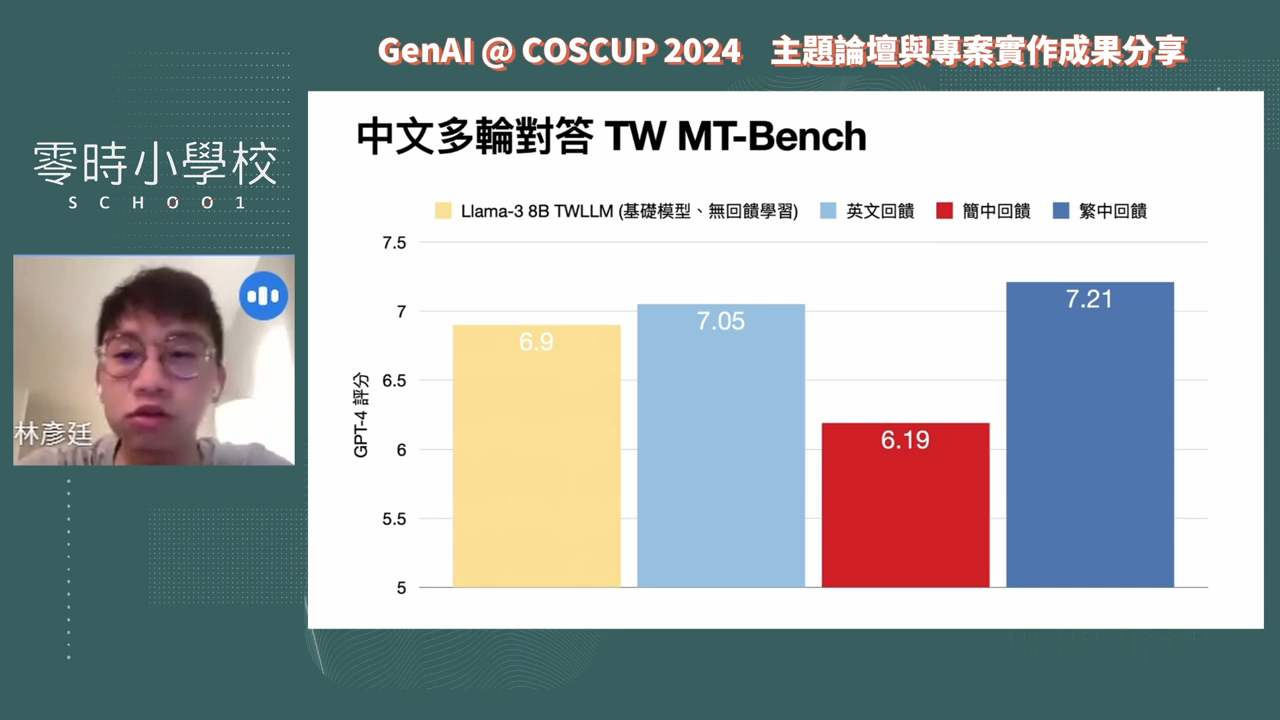 GenAI @ COSCUP 2024 主題論壇與專案實作成果分享
零時小學校
SCHOO1
林彥廷
中文多輪對答 TW MT-Bench
Llama-3 8B TWLLM (基礎模型、無回饋學習) 英文回饋 簡中回饋 繁中回饋
GPT-4 評分
7.5
7
6.5
6
5.5
5
6.9
7.05
6.19
7.21